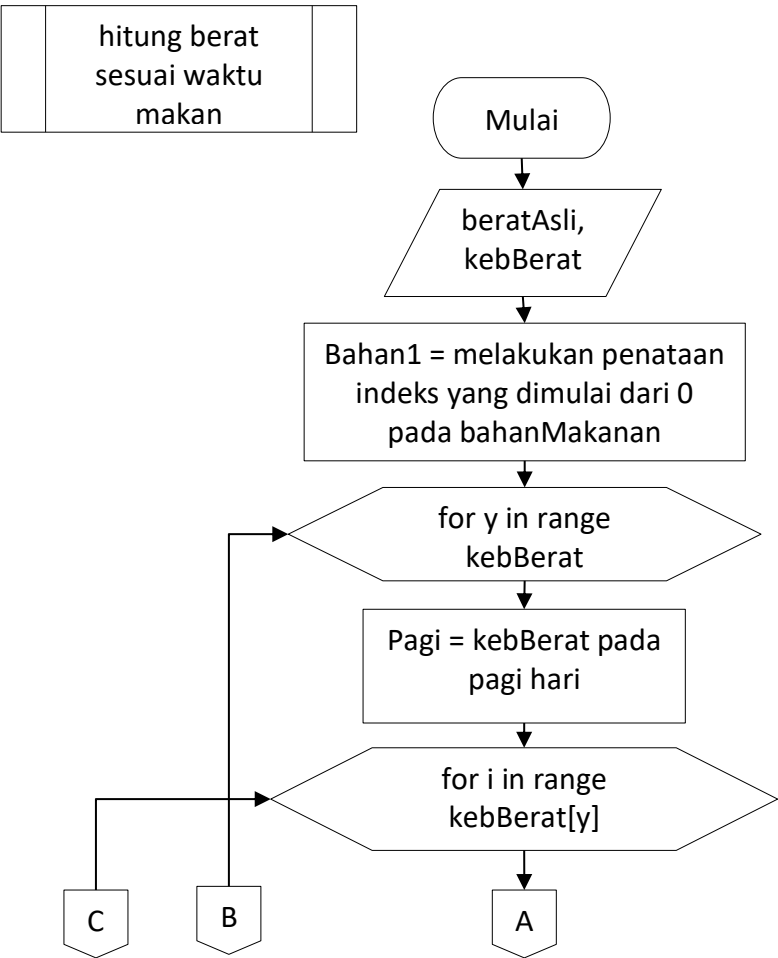 hitung berat
sesuai waktu
makan
Mulai
beratAsli,
kebBerat
Bahan1 = melakukan penataan
indeks yang dimulai dari 0
pada bahanMakanan
for y in range
kebBerat
Pagi = kebBerat pada
pagi hari
for i in range
kebBerat[y]
C
B
A